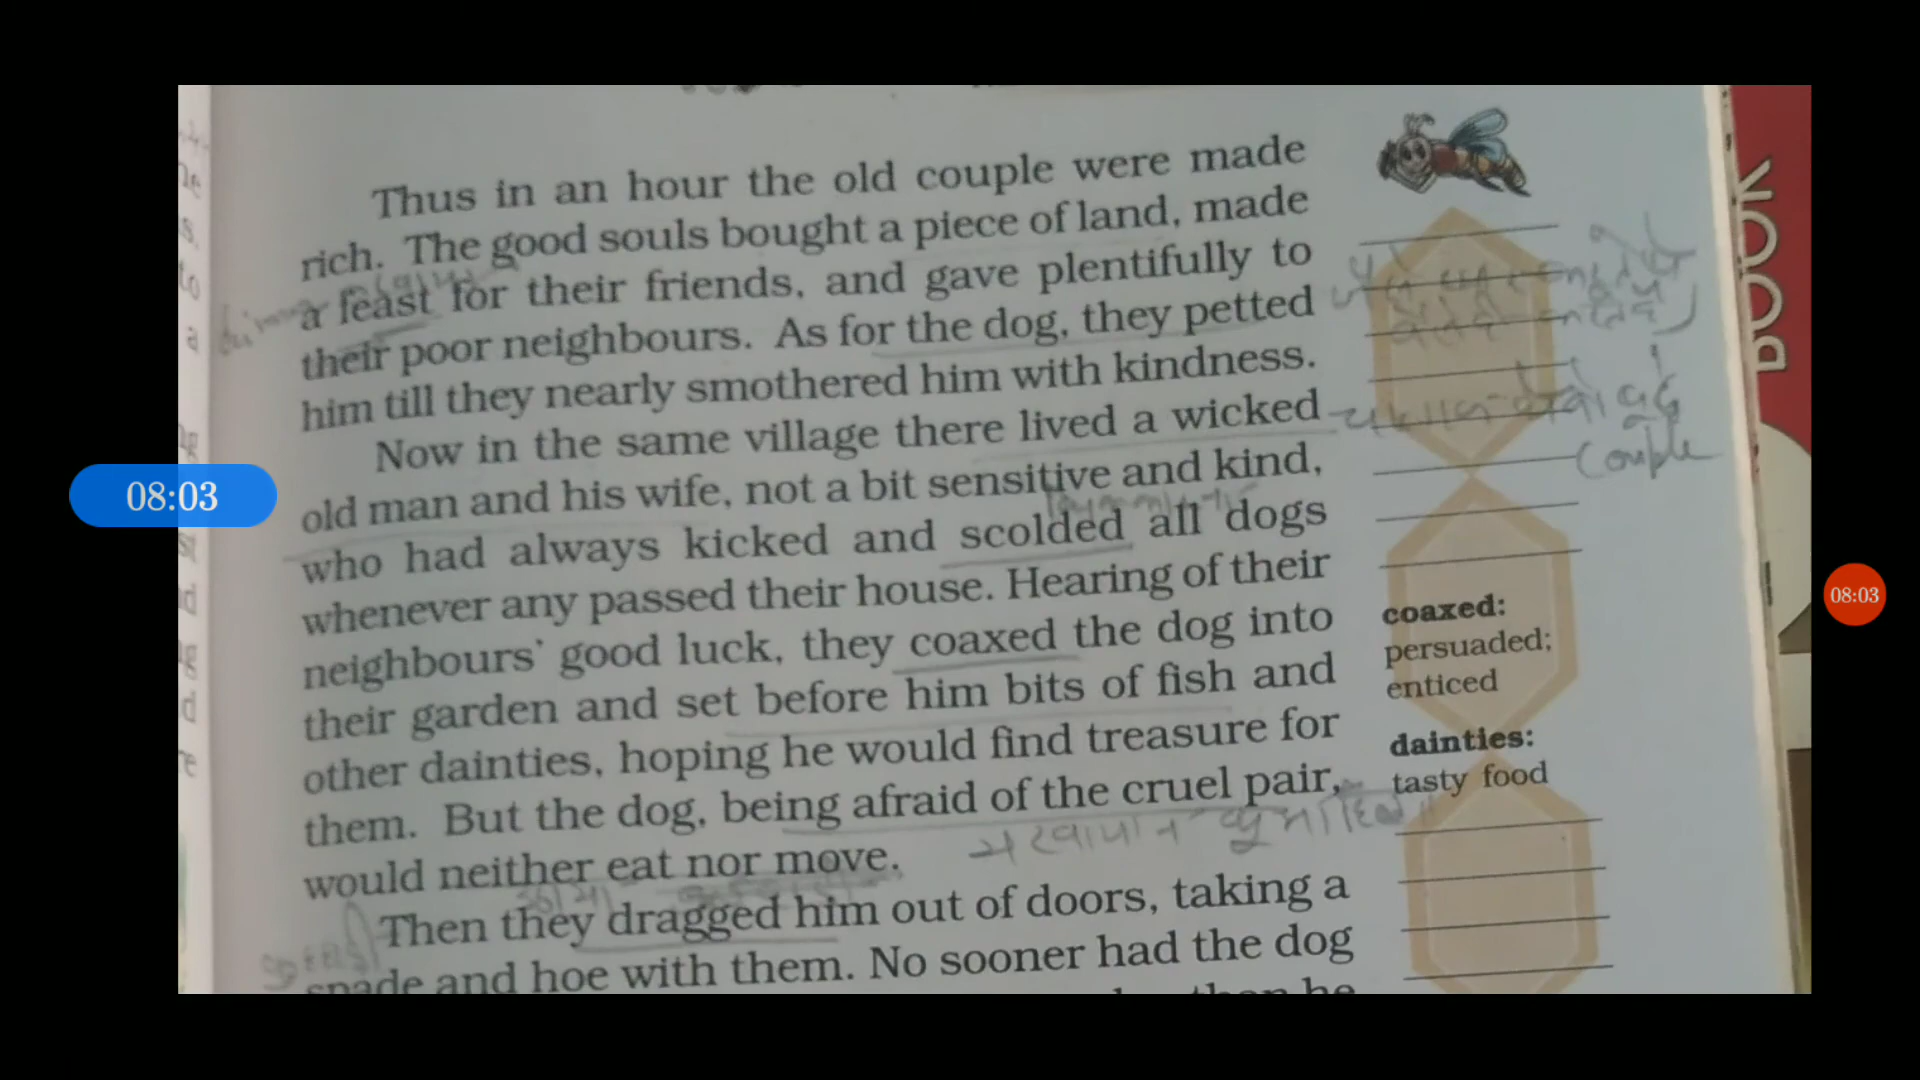 Thus in an hour the old couple were made
rich. The good souls bought a piece of land, made
a feast for their friends, and gave plentifully to
their poor neighbours. As for the dog, they petted
him till they nearly smothered him with kindness.
Now in the same village there lived a wicked
old man and his wife, not a bit sensitive and kind,
who had always kicked and scolded all dogs
whenever any passed their house. Hearing of their
neighbours' good luck, they coaxed the dog into
their garden and set before him bits of fish and
other dainties, hoping he would find treasure for
them. But the dog, being afraid of the cruel pair,
would neither eat nor move.
Then they dragged him out of doors, taking a
spade and hoe with them. No sooner had the dog
than he
couple
coaxed:
persuaded;
enticed
dainties:
tasty food
BOOK
08:03
08:03